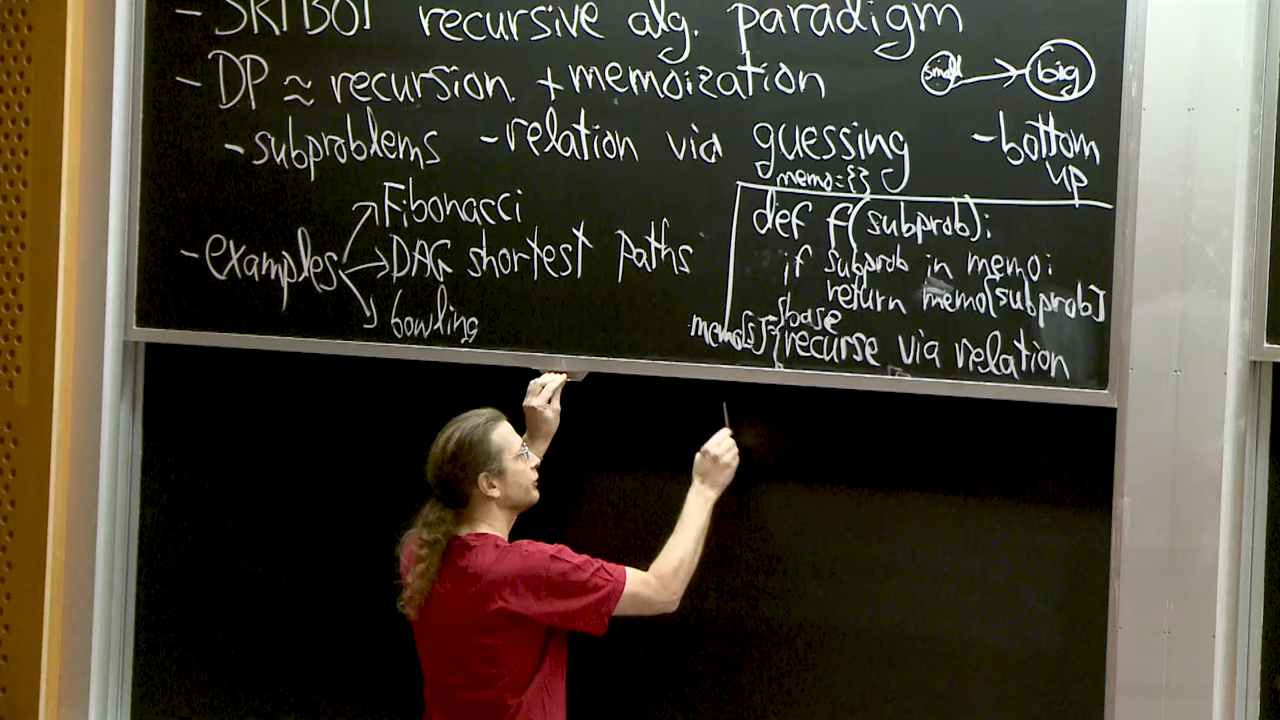 - SRTBOT recursive alg. paradigm
- DP ≈ recursion + memoization
small → big
- subproblems - relation via guessing - bottom up
- examples → Fibonacci
→ DAG shortest paths
→ bowling
memo = {}
def f(subprob):
if subprob in memo:
return memo[subprob]
base
memo[s] = { recurse via relation